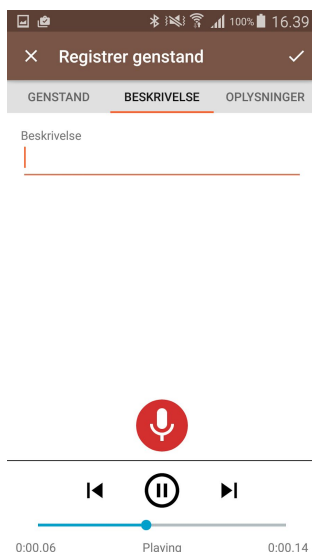 100% 16.39
Registrer genstand
GENSTAND BESKRIVELSE OPLYSNINGER
Beskrivelse
0:00.06 Playing 0:00.14